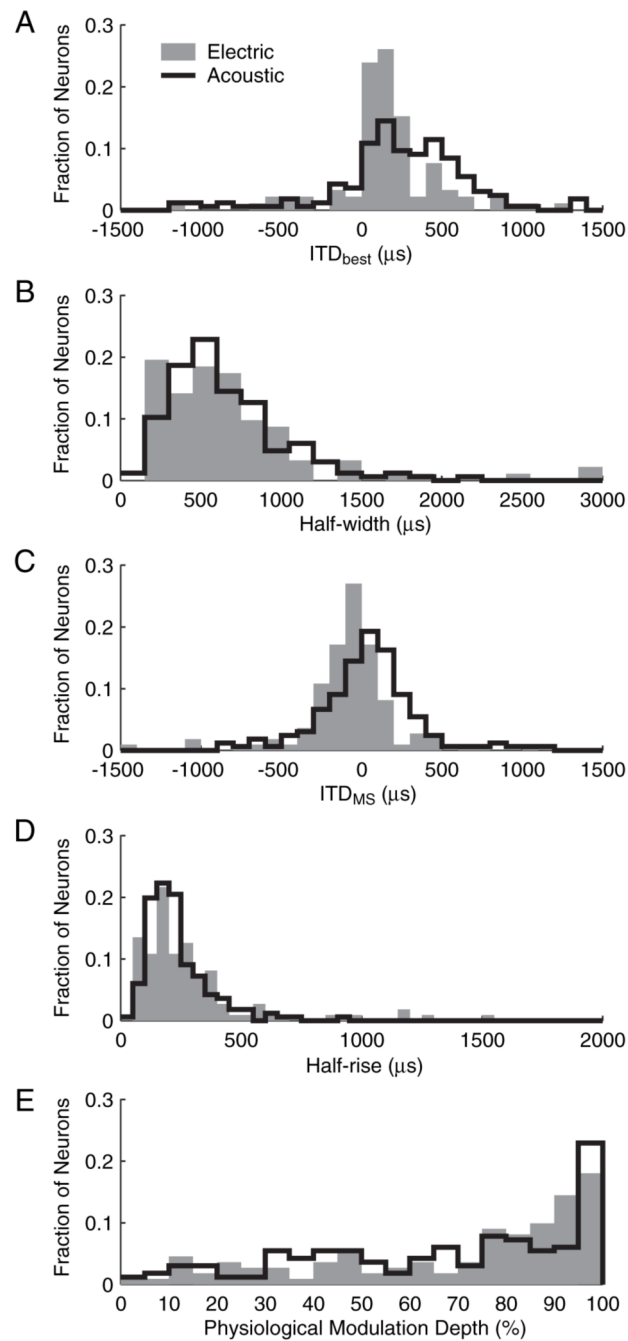 A
0.3
Electric
Acoustic
0.2
Fraction of Neurons
0.1
0
-1500 -1000 -500 0 500 1000 1500
ITDbest (μs)
B
0.3
0.2
Fraction of Neurons
0.1
0
0 500 1000 1500 2000 2500 3000
Half-width (μs)
C
0.3
0.2
Fraction of Neurons
0.1
0
-1500 -1000 -500 0 500 1000 1500
ITDMS (μs)
D
0.3
0.2
Fraction of Neurons
0.1
0
0 500 1000 1500 2000
Half-rise (μs)
E
0.3
0.2
Fraction of Neurons
0.1
0
0 10 20 30 40 50 60 70 80 90 100
Physiological Modulation Depth (%)